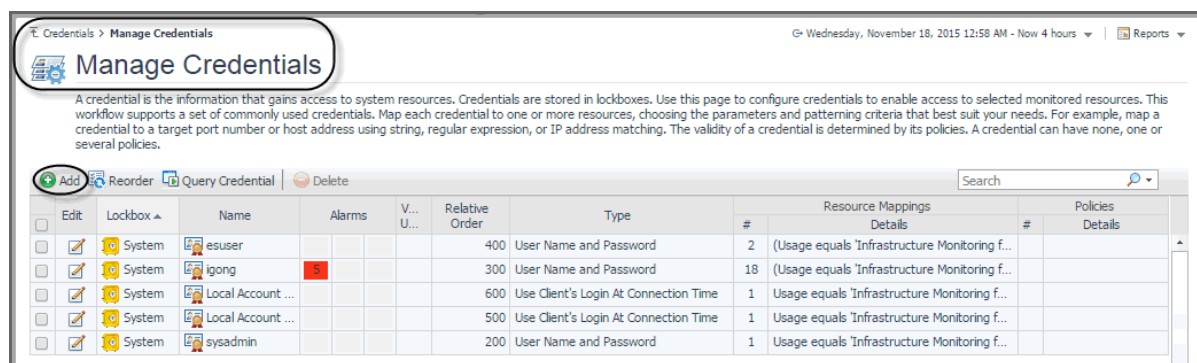 Credentials > Manage Credentials
Wednesday, November 18, 2015 12:58 AM - Now 4 hours
Reports
Manage Credentials
A credential is the information that gains access to system resources. Credentials are stored in lockboxes. Use this page to configure credentials to enable access to selected monitored resources. This
workflow supports a set of commonly used credentials. Map each credential to one or more resources, choosing the parameters and patterning criteria that best suit your needs. For example, map a
credential to a target port number or host address using string, regular expression, or IP address matching. The validity of a credential is determined by its policies. A credential can have none, one or
several policies.
Add Reorder Query Credential Delete Search
Edit Lockbox Name Alarms V... U... Relative Order Type Resource Mappings Policies
# Details # Details
System esuser 400 User Name and Password 2 (Usage equals 'Infrastructure Monitoring f...
System igong 5 300 User Name and Password 18 (Usage equals 'Infrastructure Monitoring f...
System Local Account ... 600 Use Client's Login At Connection Time 1 Usage equals 'Infrastructure Monitoring f...
System Local Account ... 500 Use Client's Login At Connection Time 1 Usage equals 'Infrastructure Monitoring f...
System sysadmin 200 User Name and Password 1 Usage equals 'Infrastructure Monitoring f...